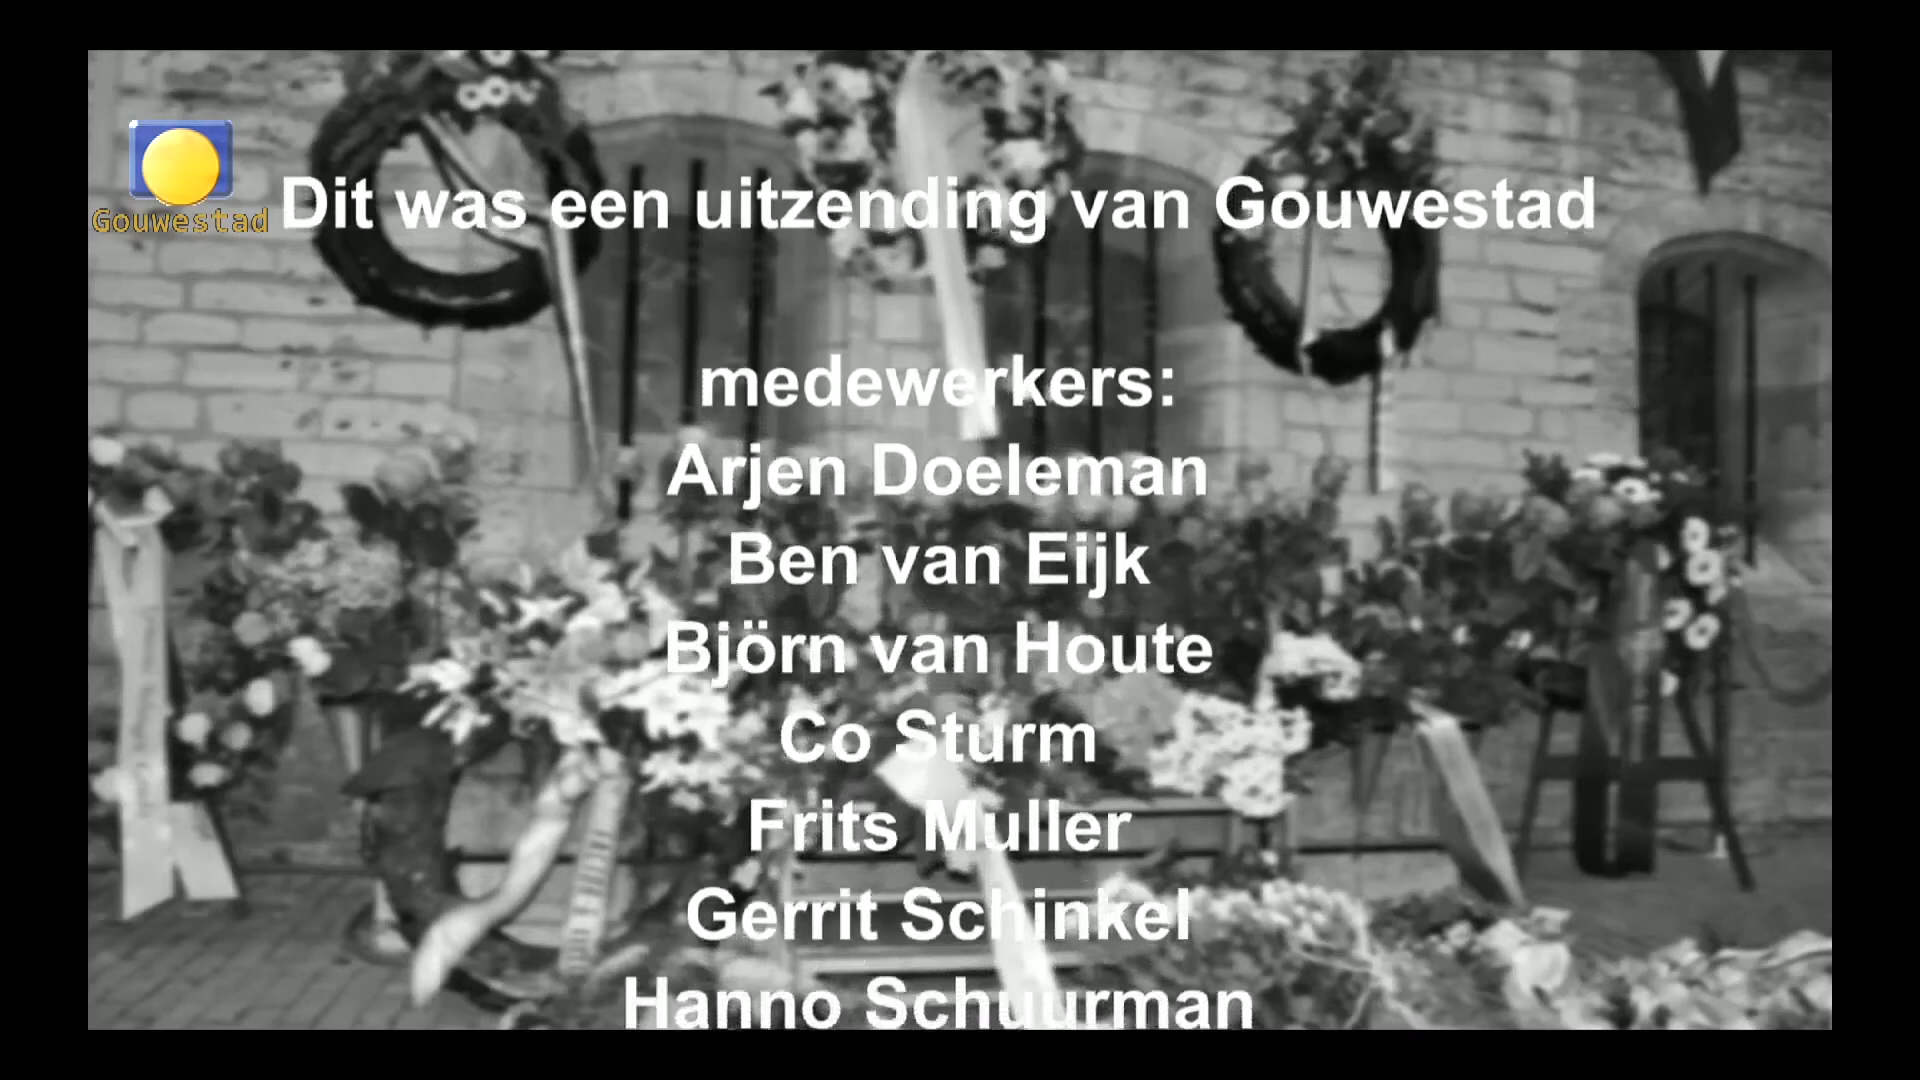 Gouwestad
Dit was een uitzending van Gouwestad
medewerkers:
Arjen Doeleman
Ben van Eijk
Björn van Houte
Co Sturm
Frits Muller
Gerrit Schinkel
Hanno Schuurman